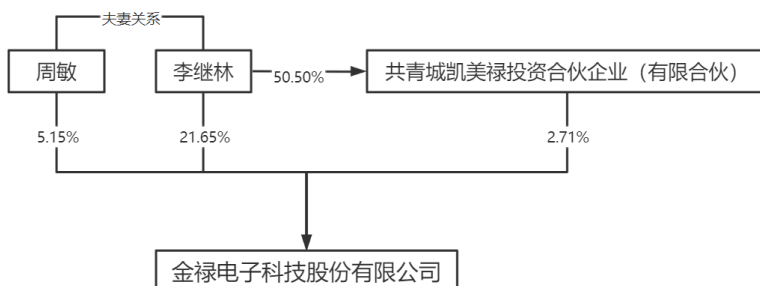 夫妻关系
周敏
李继林
50.50%
共青城凯美禄投资合伙企业（有限合伙）
5.15%
21.65%
2.71%
金禄电子科技股份有限公司